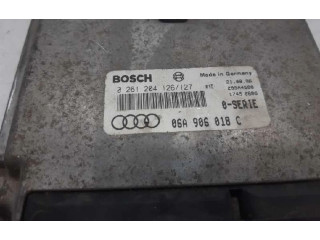 BOSCH Made in Germany
0 261 204 126/127
0-SERIE
06A 906 018 C